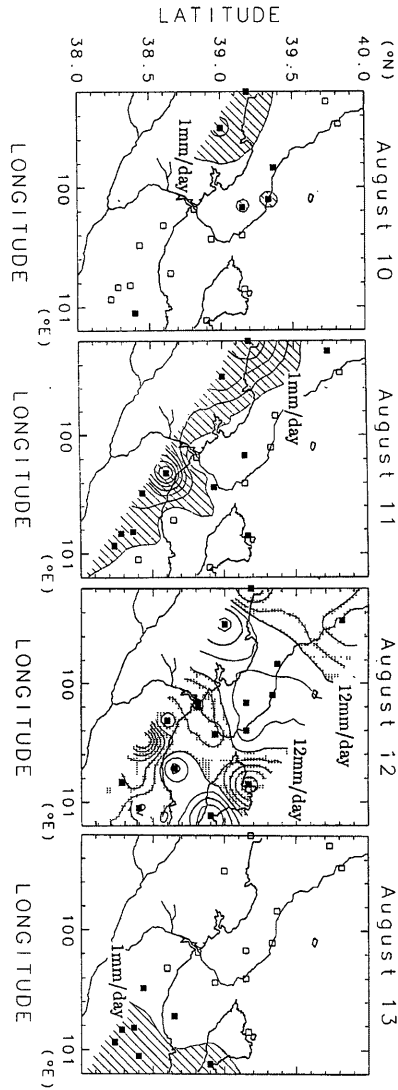 August 10
August 11
August 12
August 13
LATITUDE
(°N)
40.0
39.5
39.0
38.5
38.0
1mm/day
1mm/day
12mm/day
12mm/day
1mm/day
100
101
(°E)
100
101
(°E)
100
101
(°E)
100
101
(°E)
LONGITUDE
LONGITUDE
LONGITUDE
LONGITUDE